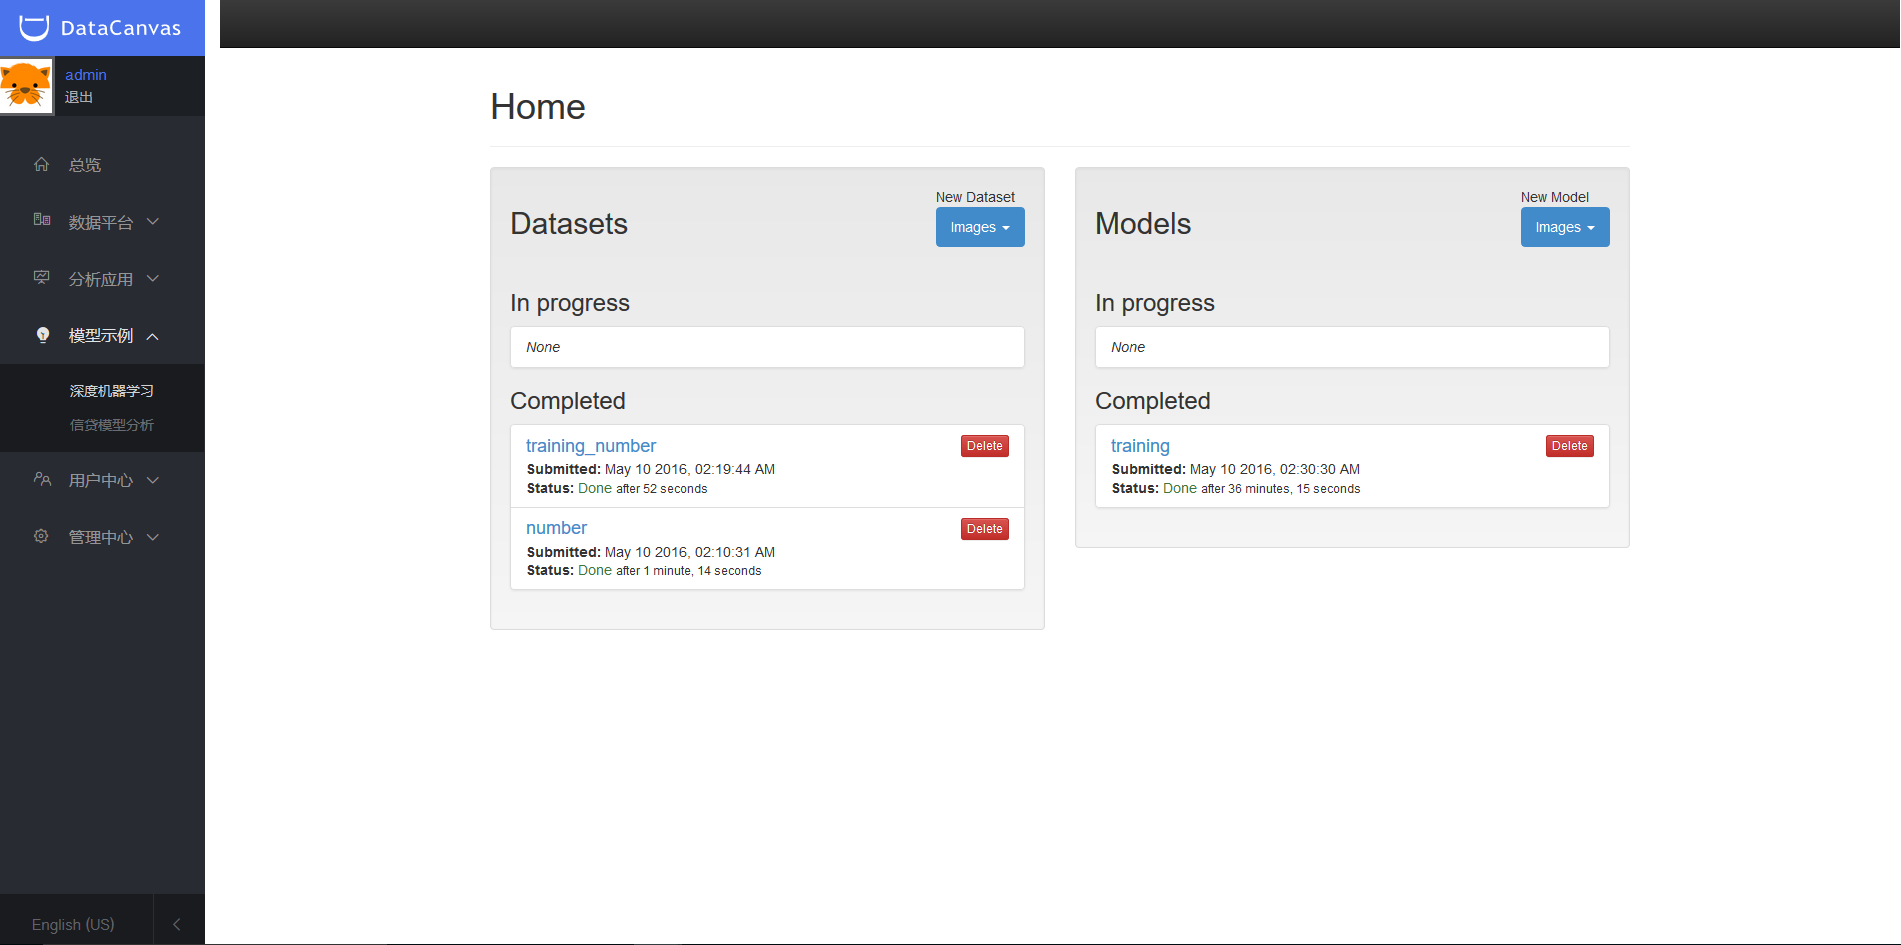 DataCanvas
admin
退出
总览
数据平台
分析应用
模型示例
深度机器学习
信贷模型分析
用户中心
管理中心
English (US)
Home
Datasets
New Dataset
Images
In progress
None
Completed
training_number
Delete
Submitted: May 10 2016, 02:19:44 AM
Status: Done after 52 seconds
number
Delete
Submitted: May 10 2016, 02:10:31 AM
Status: Done after 1 minute, 14 seconds
Models
New Model
Images
In progress
None
Completed
training
Delete
Submitted: May 10 2016, 02:30:30 AM
Status: Done after 36 minutes, 15 seconds